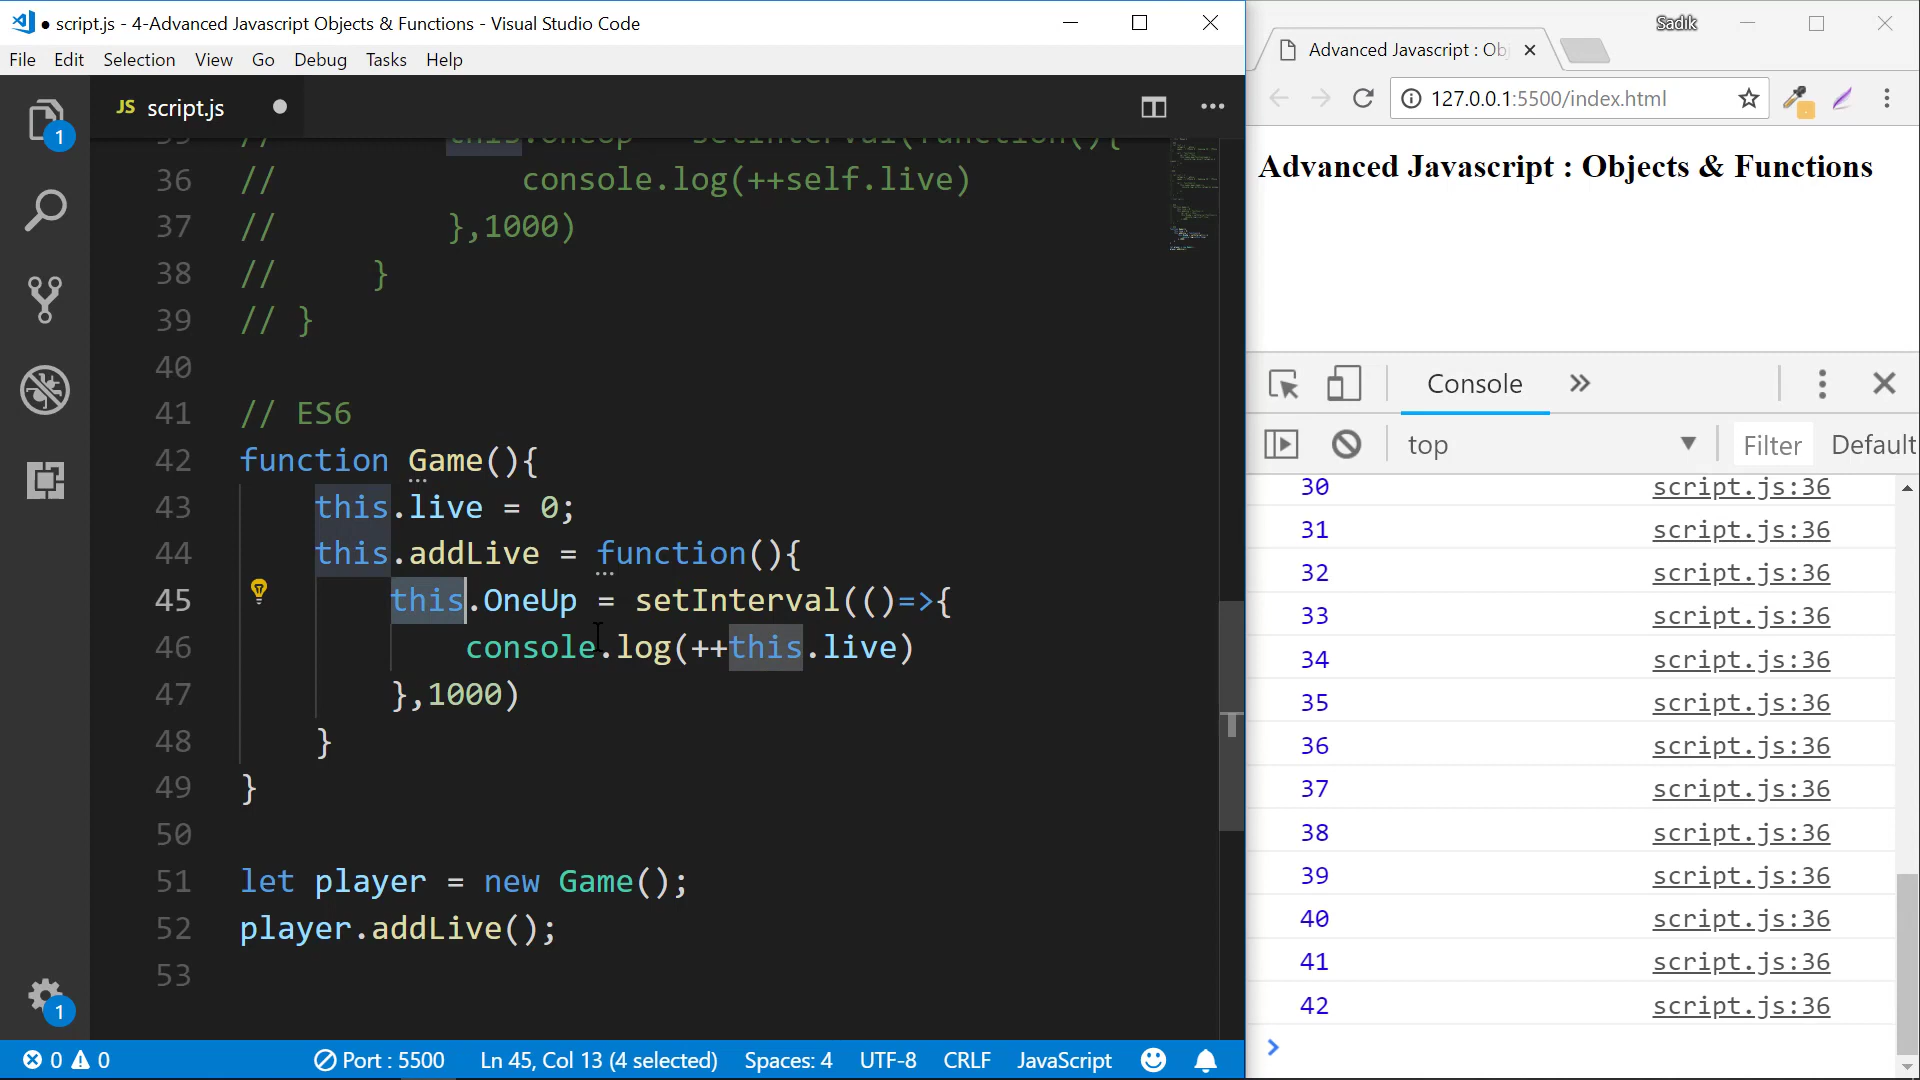 script.js - 4-Advanced Javascript Objects & Functions - Visual Studio Code
File Edit Selection View Go Debug Tasks Help
JS script.js
35 // this.oneUp = setInterval(function(){
36 // console.log(++self.live)
37 // },1000)
38 // }
39 // }
40
41 // ES6
42 function Game(){
43 this.live = 0;
44 this.addLive = function(){
45 this.OneUp = setInterval(()=>{
46 console.log(++this.live)
47 },1000)
48 }
49 }
50
51 let player = new Game();
52 player.addLive();
53
1
1
0 0 Port : 5500 Ln 45, Col 13 (4 selected) Spaces: 4 UTF-8 CRLF JavaScript
Sadik
Advanced Javascript : Ob
127.0.0.1:5500/index.html
Advanced Javascript : Objects & Functions
Console
top Filter Default
30 script.js:36
31 script.js:36
32 script.js:36
33 script.js:36
34 script.js:36
35 script.js:36
36 script.js:36
37 script.js:36
38 script.js:36
39 script.js:36
40 script.js:36
41 script.js:36
42 script.js:36